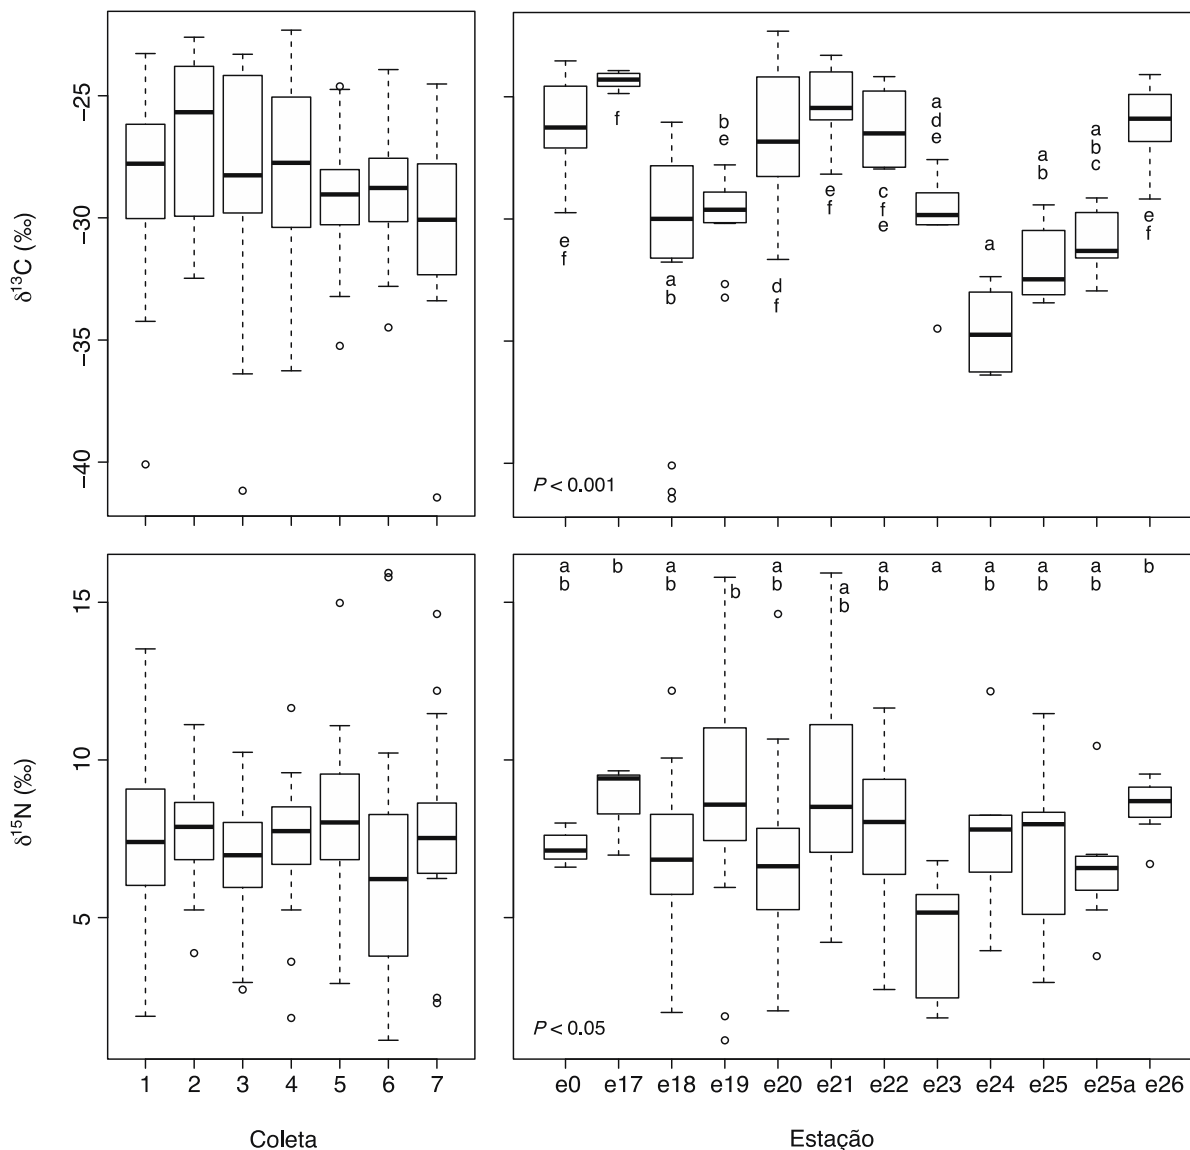 −25
−30
−35
−40
δ13C (‰)
f
b
e
a
d
e
a
b
c
a
b
e
f
e
f
c
f
e
e
f
a
a
b
d
f
P < 0.001
15
10
5
δ15N (‰)
a
b
b
a
b
b
a
b
a
b
a
b
a
a
b
a
b
a
b
b
P < 0.05
1 2 3 4 5 6 7
Coleta
e0 e17 e18 e19 e20 e21 e22 e23 e24 e25 e25a e26
Estação